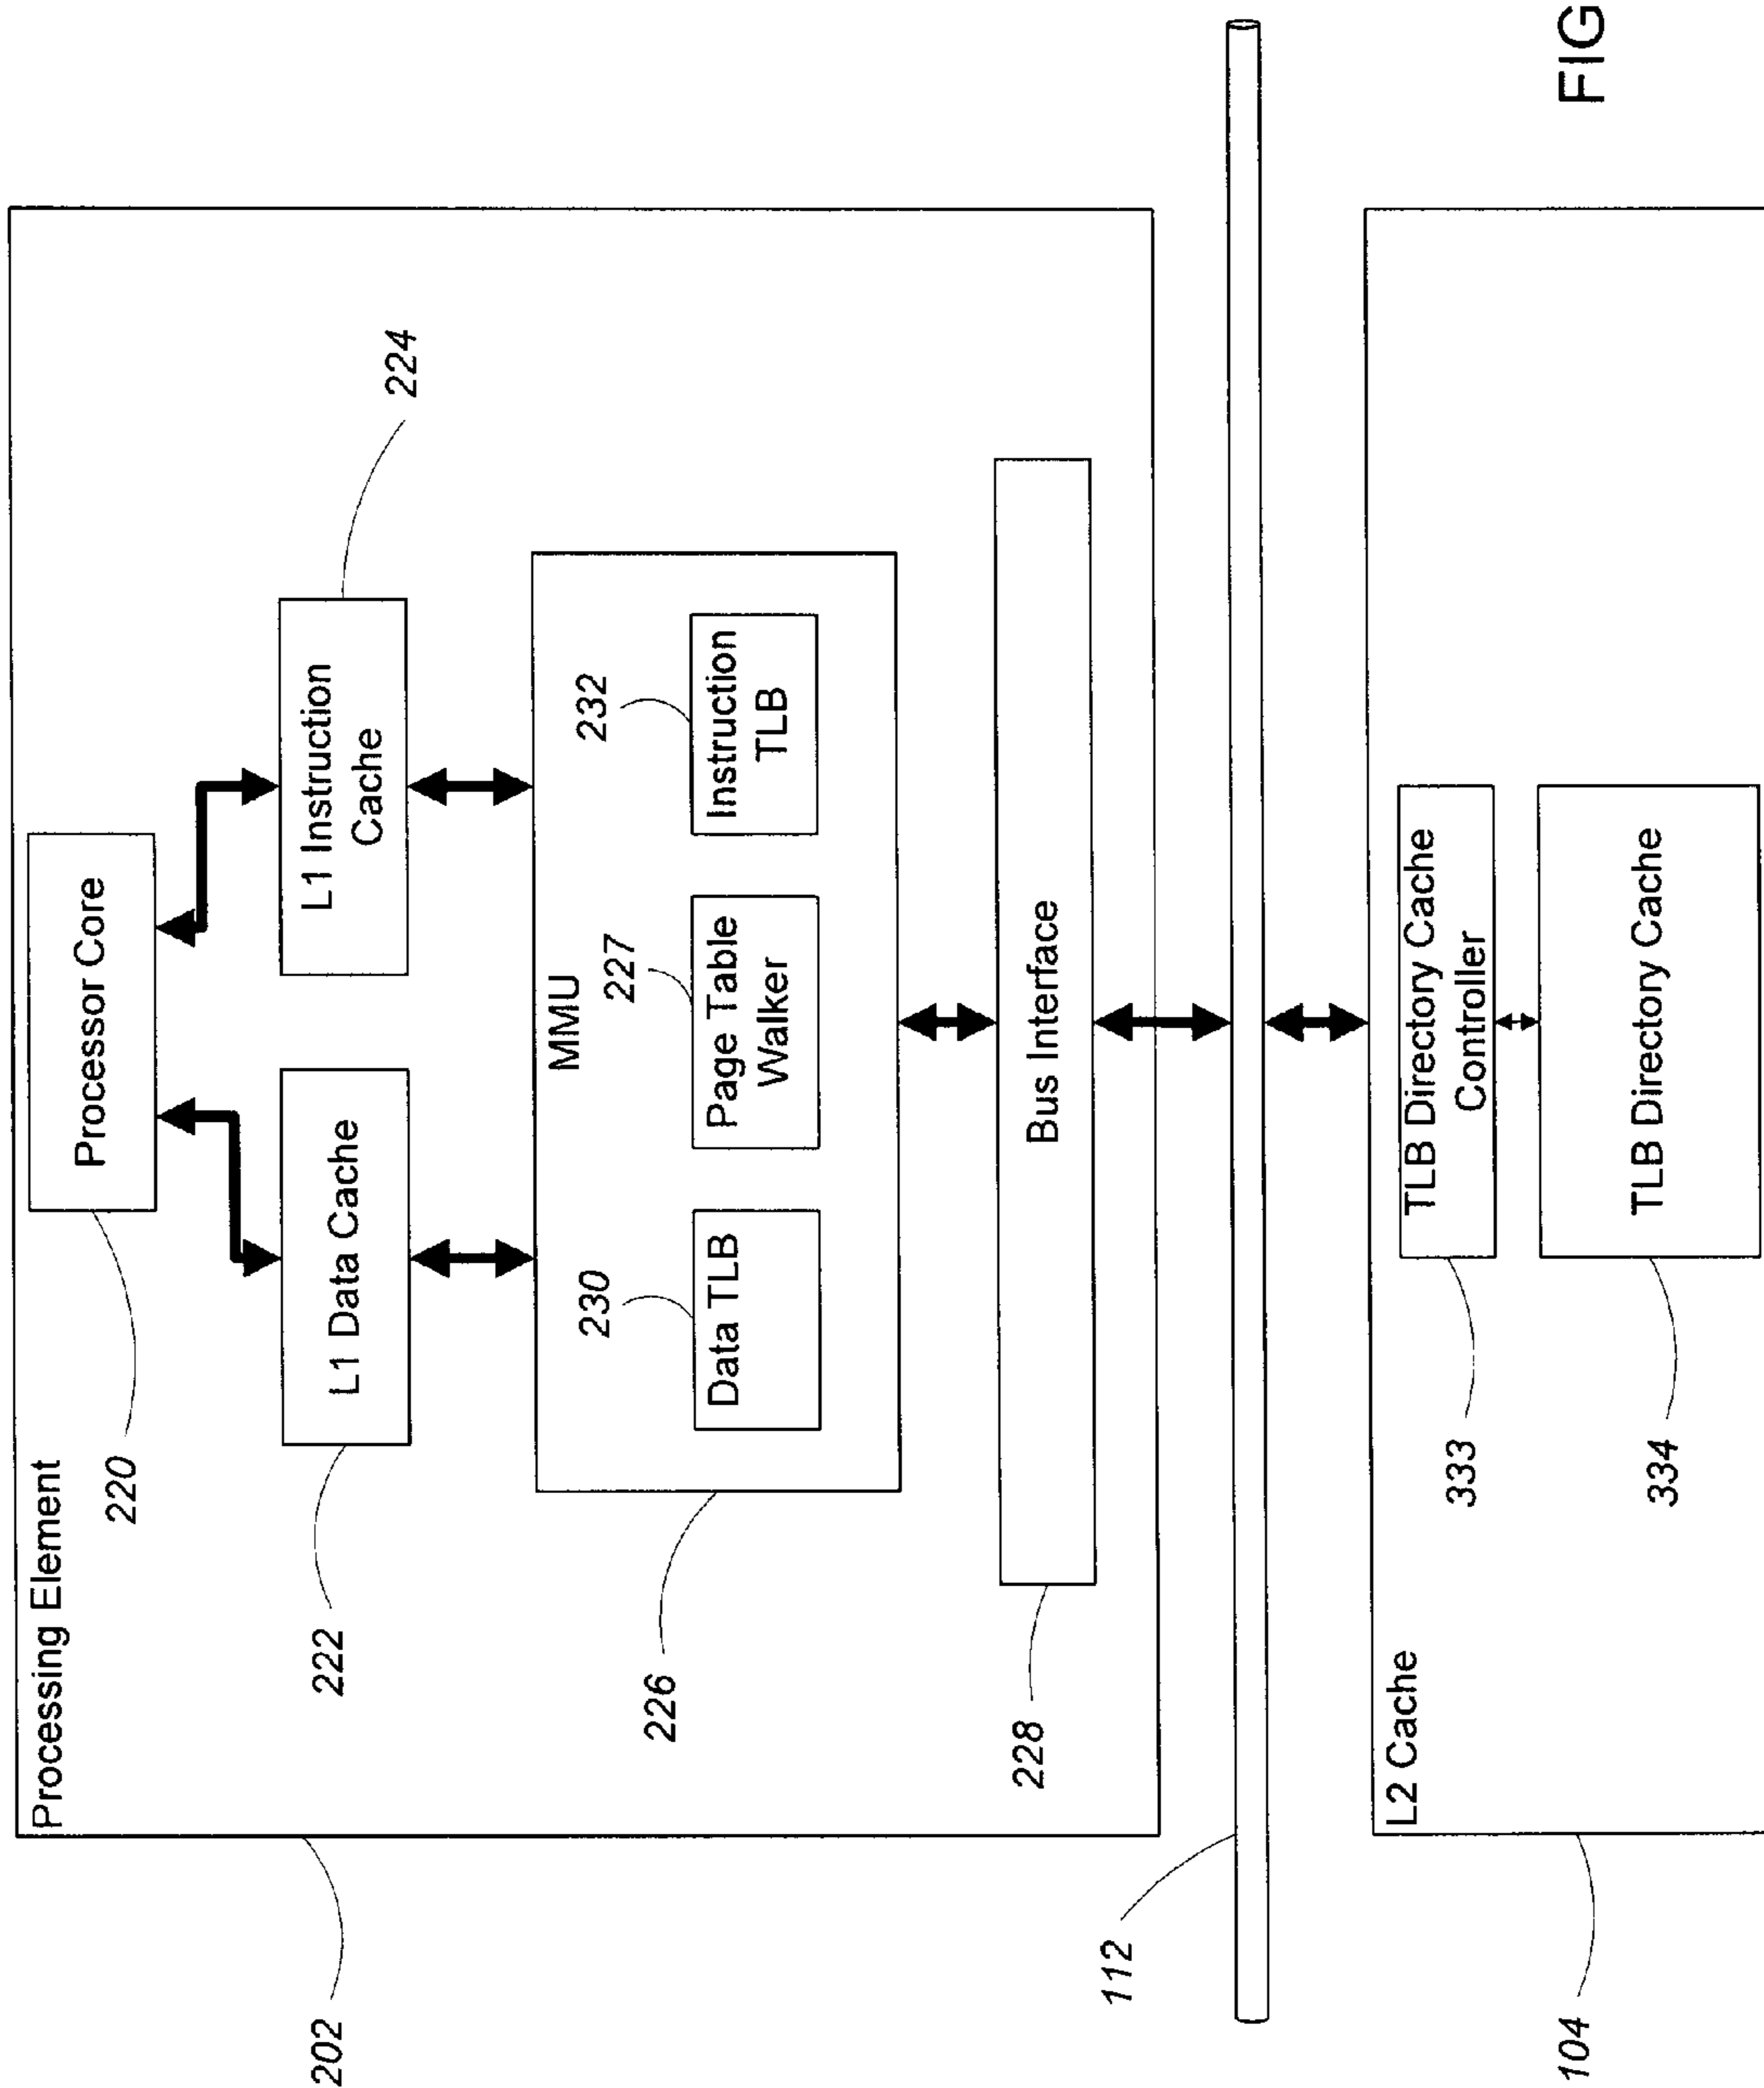 Processing Element
Processor Core
220
L1 Data Cache
222
L1 Instruction
Cache
224
MMU
226
230
Data TLB
227
Page Table
Walker
232
Instruction
TLB
Bus Interface
228
202
112
L2 Cache
TLB Directory Cache
Controller
333
TLB Directory Cache
334
104
FIG